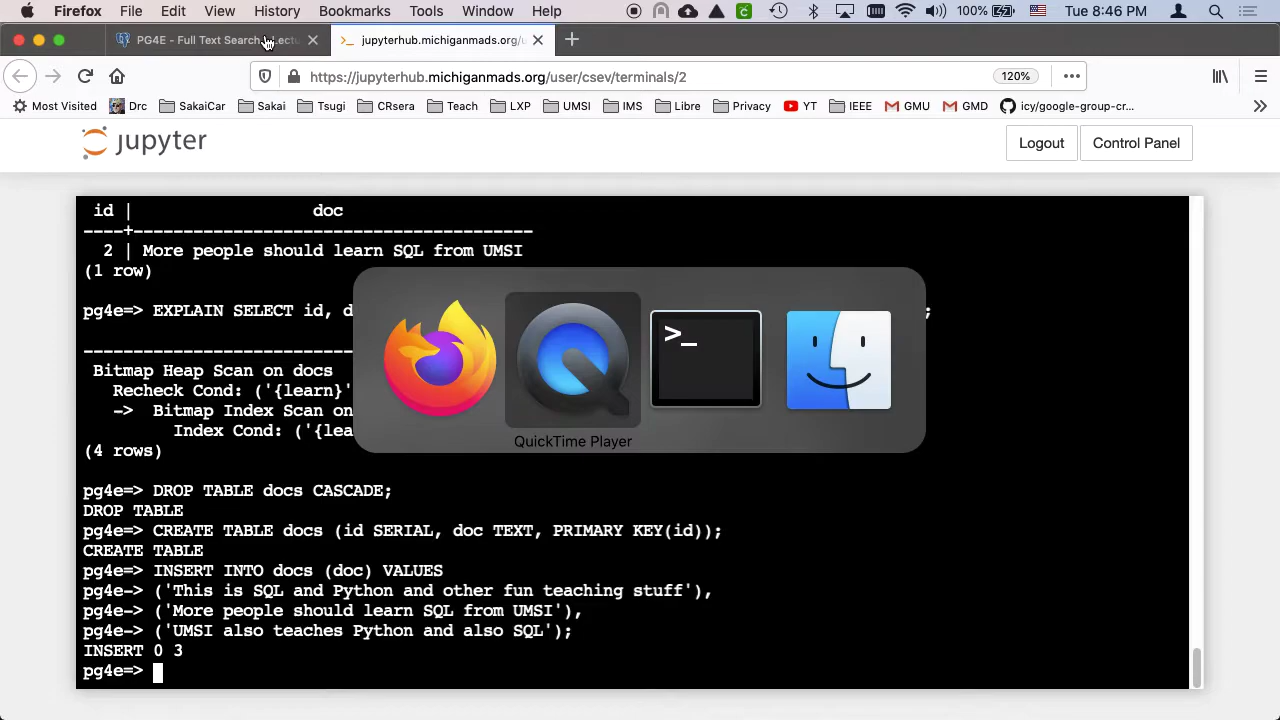 Firefox File Edit View History Bookmarks Tools Window Help 100% Tue 8:46 PM
PG4E - Full Text Search jupyterhub.michiganmads.org/u
https://jupyterhub.michiganmads.org/user/csev/terminals/2 120%
Most Visited Drc SakaiCar Sakai Tsugi CRsera Teach LXP UMSI IMS Libre Privacy YT IEEE GMU GMD icy/google-group-cr...
jupyter Logout Control Panel
id | doc
----+----------------------------------------
2 | More people should learn SQL from UMSI
(1 row)
pg4e=> EXPLAIN SELECT id, d ;
Bitmap Heap Scan on docs
Recheck Cond: ('{learn}'
-> Bitmap Index Scan on
Index Cond: ('{lea
(4 rows)
QuickTime Player
pg4e=> DROP TABLE docs CASCADE;
DROP TABLE
pg4e=> CREATE TABLE docs (id SERIAL, doc TEXT, PRIMARY KEY(id));
CREATE TABLE
pg4e=> INSERT INTO docs (doc) VALUES
pg4e-> ('This is SQL and Python and other fun teaching stuff'),
pg4e-> ('More people should learn SQL from UMSI'),
pg4e-> ('UMSI also teaches Python and also SQL');
INSERT 0 3
pg4e=>